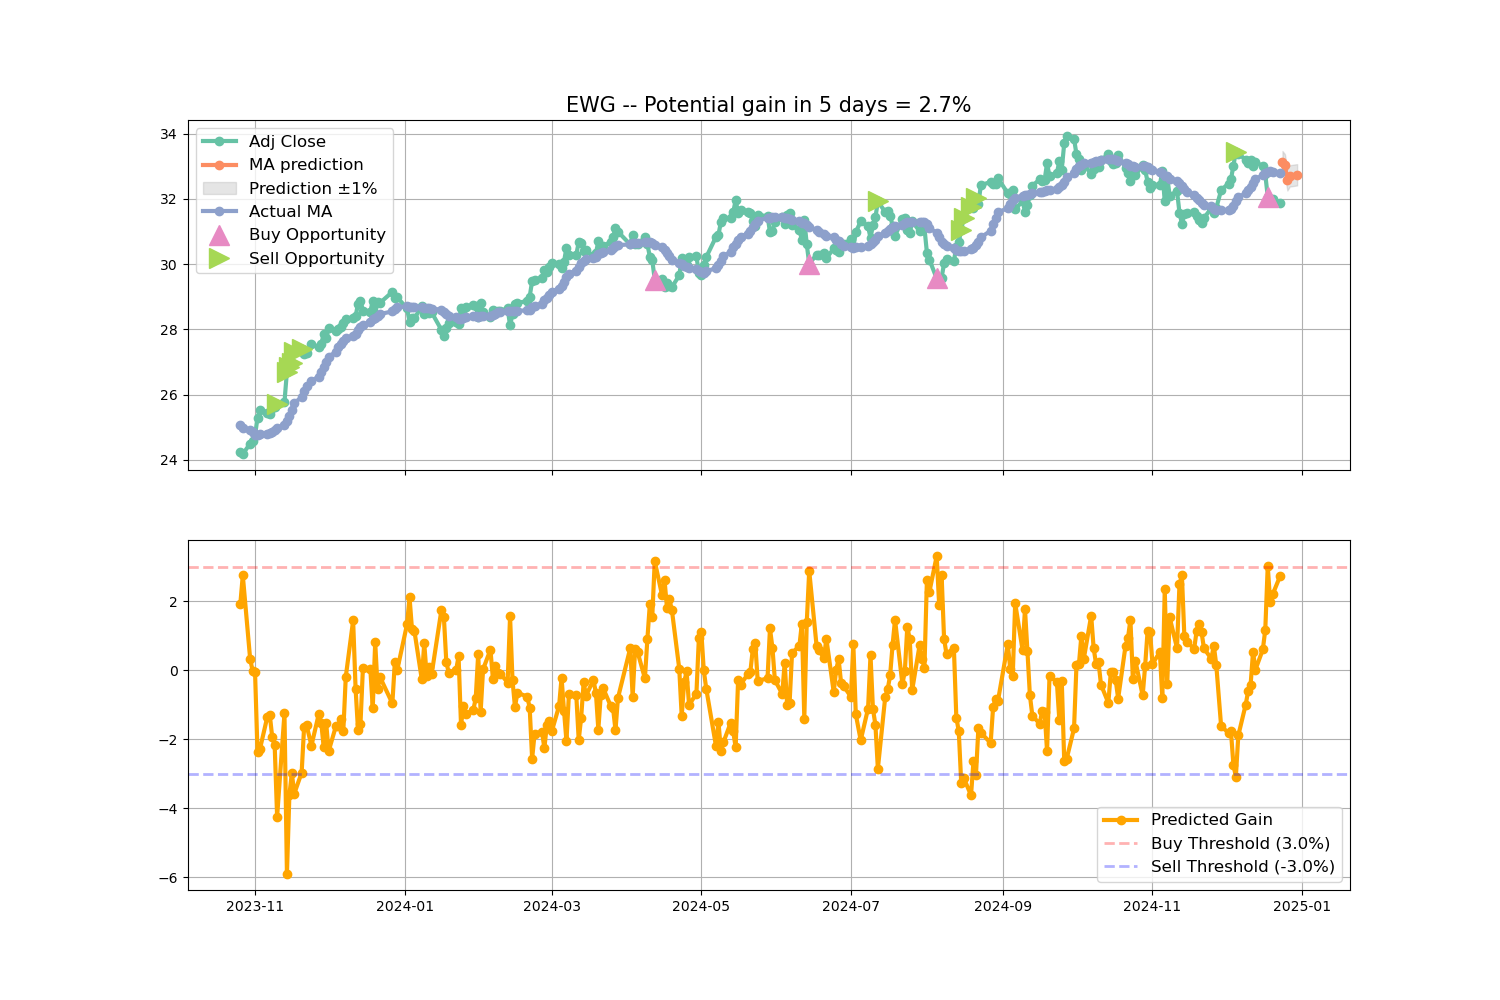 EWG -- Potential gain in 5 days = 2.7%
34
32
30
28
26
24
Adj Close
MA prediction
Prediction ±1%
Actual MA
Buy Opportunity
Sell Opportunity
2
0
−2
−4
−6
Predicted Gain
Buy Threshold (3.0%)
Sell Threshold (-3.0%)
2023-11 2024-01 2024-03 2024-05 2024-07 2024-09 2024-11 2025-01